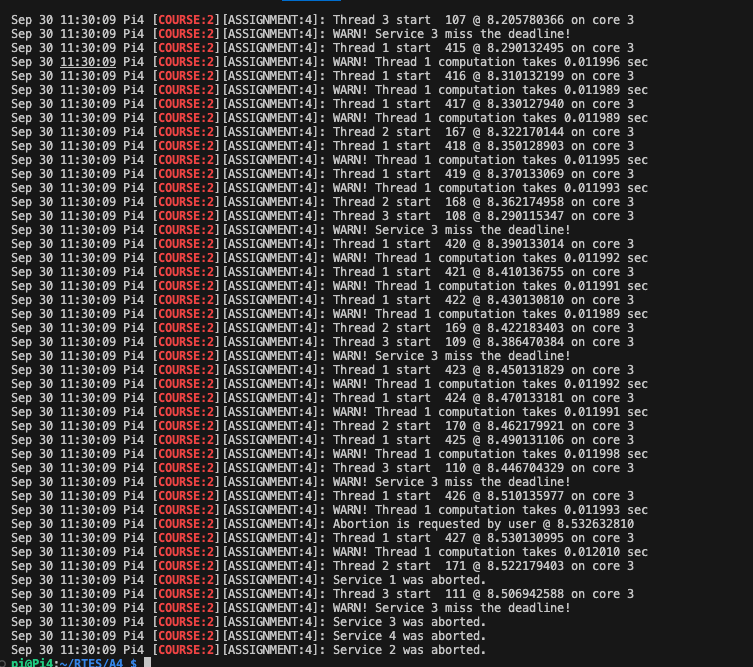 Sep 30 11:30:09 Pi4 [COURSE:2][ASSIGNMENT:4]: Thread 3 start  107 @ 8.205780366 on core 3
Sep 30 11:30:09 Pi4 [COURSE:2][ASSIGNMENT:4]: WARN! Service 3 miss the deadline!
Sep 30 11:30:09 Pi4 [COURSE:2][ASSIGNMENT:4]: Thread 1 start  415 @ 8.290132495 on core 3
Sep 30 11:30:09 Pi4 [COURSE:2][ASSIGNMENT:4]: WARN! Thread 1 computation takes 0.011996 sec
Sep 30 11:30:09 Pi4 [COURSE:2][ASSIGNMENT:4]: Thread 1 start  416 @ 8.310132199 on core 3
Sep 30 11:30:09 Pi4 [COURSE:2][ASSIGNMENT:4]: WARN! Thread 1 computation takes 0.011989 sec
Sep 30 11:30:09 Pi4 [COURSE:2][ASSIGNMENT:4]: Thread 1 start  417 @ 8.330127940 on core 3
Sep 30 11:30:09 Pi4 [COURSE:2][ASSIGNMENT:4]: WARN! Thread 1 computation takes 0.011989 sec
Sep 30 11:30:09 Pi4 [COURSE:2][ASSIGNMENT:4]: Thread 2 start  167 @ 8.322170144 on core 3
Sep 30 11:30:09 Pi4 [COURSE:2][ASSIGNMENT:4]: Thread 1 start  418 @ 8.350128903 on core 3
Sep 30 11:30:09 Pi4 [COURSE:2][ASSIGNMENT:4]: WARN! Thread 1 computation takes 0.011995 sec
Sep 30 11:30:09 Pi4 [COURSE:2][ASSIGNMENT:4]: Thread 1 start  419 @ 8.370133069 on core 3
Sep 30 11:30:09 Pi4 [COURSE:2][ASSIGNMENT:4]: WARN! Thread 1 computation takes 0.011993 sec
Sep 30 11:30:09 Pi4 [COURSE:2][ASSIGNMENT:4]: Thread 2 start  168 @ 8.362174958 on core 3
Sep 30 11:30:09 Pi4 [COURSE:2][ASSIGNMENT:4]: Thread 3 start  108 @ 8.290115347 on core 3
Sep 30 11:30:09 Pi4 [COURSE:2][ASSIGNMENT:4]: WARN! Service 3 miss the deadline!
Sep 30 11:30:09 Pi4 [COURSE:2][ASSIGNMENT:4]: Thread 1 start  420 @ 8.390133014 on core 3
Sep 30 11:30:09 Pi4 [COURSE:2][ASSIGNMENT:4]: WARN! Thread 1 computation takes 0.011992 sec
Sep 30 11:30:09 Pi4 [COURSE:2][ASSIGNMENT:4]: Thread 1 start  421 @ 8.410136755 on core 3
Sep 30 11:30:09 Pi4 [COURSE:2][ASSIGNMENT:4]: WARN! Thread 1 computation takes 0.011991 sec
Sep 30 11:30:09 Pi4 [COURSE:2][ASSIGNMENT:4]: Thread 1 start  422 @ 8.430130810 on core 3
Sep 30 11:30:09 Pi4 [COURSE:2][ASSIGNMENT:4]: WARN! Thread 1 computation takes 0.011989 sec
Sep 30 11:30:09 Pi4 [COURSE:2][ASSIGNMENT:4]: Thread 2 start  169 @ 8.422183403 on core 3
Sep 30 11:30:09 Pi4 [COURSE:2][ASSIGNMENT:4]: Thread 3 start  109 @ 8.386470384 on core 3
Sep 30 11:30:09 Pi4 [COURSE:2][ASSIGNMENT:4]: WARN! Service 3 miss the deadline!
Sep 30 11:30:09 Pi4 [COURSE:2][ASSIGNMENT:4]: Thread 1 start  423 @ 8.450131829 on core 3
Sep 30 11:30:09 Pi4 [COURSE:2][ASSIGNMENT:4]: WARN! Thread 1 computation takes 0.011992 sec
Sep 30 11:30:09 Pi4 [COURSE:2][ASSIGNMENT:4]: Thread 1 start  424 @ 8.470133181 on core 3
Sep 30 11:30:09 Pi4 [COURSE:2][ASSIGNMENT:4]: WARN! Thread 1 computation takes 0.011991 sec
Sep 30 11:30:09 Pi4 [COURSE:2][ASSIGNMENT:4]: Thread 2 start  170 @ 8.462179921 on core 3
Sep 30 11:30:09 Pi4 [COURSE:2][ASSIGNMENT:4]: Thread 1 start  425 @ 8.490131106 on core 3
Sep 30 11:30:09 Pi4 [COURSE:2][ASSIGNMENT:4]: WARN! Thread 1 computation takes 0.011998 sec
Sep 30 11:30:09 Pi4 [COURSE:2][ASSIGNMENT:4]: Thread 3 start  110 @ 8.446704329 on core 3
Sep 30 11:30:09 Pi4 [COURSE:2][ASSIGNMENT:4]: WARN! Service 3 miss the deadline!
Sep 30 11:30:09 Pi4 [COURSE:2][ASSIGNMENT:4]: Thread 1 start  426 @ 8.510135977 on core 3
Sep 30 11:30:09 Pi4 [COURSE:2][ASSIGNMENT:4]: WARN! Thread 1 computation takes 0.011993 sec
Sep 30 11:30:09 Pi4 [COURSE:2][ASSIGNMENT:4]: Abortion is requested by user @ 8.532632810
Sep 30 11:30:09 Pi4 [COURSE:2][ASSIGNMENT:4]: Thread 1 start  427 @ 8.530130995 on core 3
Sep 30 11:30:09 Pi4 [COURSE:2][ASSIGNMENT:4]: WARN! Thread 1 computation takes 0.012010 sec
Sep 30 11:30:09 Pi4 [COURSE:2][ASSIGNMENT:4]: Thread 2 start  171 @ 8.522179403 on core 3
Sep 30 11:30:09 Pi4 [COURSE:2][ASSIGNMENT:4]: Service 1 was aborted.
Sep 30 11:30:09 Pi4 [COURSE:2][ASSIGNMENT:4]: Thread 3 start  111 @ 8.506942588 on core 3
Sep 30 11:30:09 Pi4 [COURSE:2][ASSIGNMENT:4]: WARN! Service 3 miss the deadline!
Sep 30 11:30:09 Pi4 [COURSE:2][ASSIGNMENT:4]: Service 3 was aborted.
Sep 30 11:30:09 Pi4 [COURSE:2][ASSIGNMENT:4]: Service 4 was aborted.
Sep 30 11:30:09 Pi4 [COURSE:2][ASSIGNMENT:4]: Service 2 was aborted.
pi@Pi4:~/RTES/A4 $